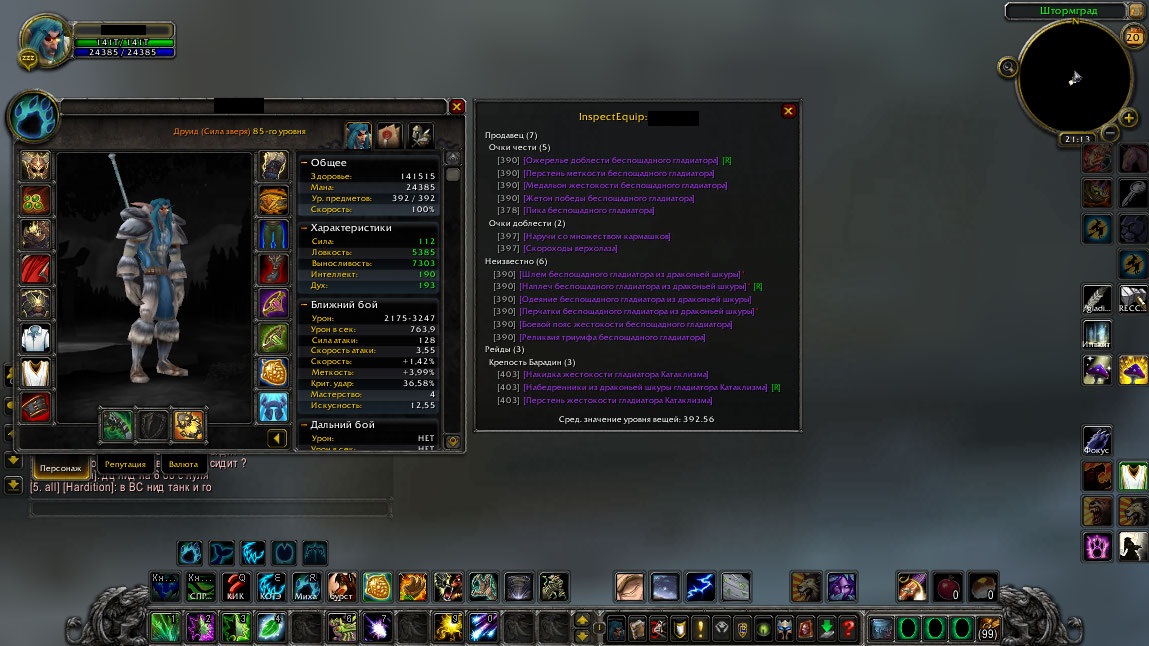 Штормград
N
20
141Т / 141Т
24385 / 24385
zzz
21:13
Друид (Сила зверя) 85-го уровня
Общее
Здоровье: 141515
Мана: 24385
Ур. предметов: 392 / 392
Скорость: 100%
Характеристики
Сила: 112
Ловкость: 5385
Выносливость: 7303
Интеллект: 190
Дух: 193
Ближний бой
Урон: 2175-3247
Урон в сек: 763,9
Сила атаки: 128
Скорость атаки: 3,55
Скорость: +1,42%
Меткость: +3,99%
Крит. удар: 36,58%
Мастерство: 4
Искусность: 12,55
Дальний бой
Урон: НЕТ
Урон в сек: НЕТ
InspectEquip:
Продавец (7)
Очки чести (5)
[390] [Ожерелье доблести беспощадного гладиатора] [R]
[390] [Перстень меткости беспощадного гладиатора]
[390] [Медальон жестокости беспощадного гладиатора]
[390] [Жетон победы беспощадного гладиатора]
[378] [Пика беспощадного гладиатора]
Очки доблести (2)
[397] [Наручи со множеством кармашков]
[397] [Скороходы верхолаза]
Неизвестно (6)
[390] [Шлем беспощадного гладиатора из драконьей шкуры]*
[390] [Наплеч беспощадного гладиатора из драконьей шкуры]* [R]
[390] [Одеяние беспощадного гладиатора из драконьей шкуры]
[390] [Перчатки беспощадного гладиатора из драконьей шкуры]*
[390] [Боевой пояс жестокости беспощадного гладиатора]
[390] [Реликвия триумфа беспощадного гладиатора]
Рейды (3)
Крепость Барадин (3)
[403] [Накидка жестокости гладиатора Катаклизма]
[403] [Набедренники из драконьей шкуры гладиатора Катаклизма] [R]
[403] [Перстень жестокости гладиатора Катаклизма]
Сред. значение уровня вещей: 392.56
Персонаж
Репутация
Валюта
сидит ?
[5. all] [Hardition]: в ВС нид танк и го
RECC...
Фокус
СПР...
КИК
КОТЭ
Миха
бурст
0
0
(99)